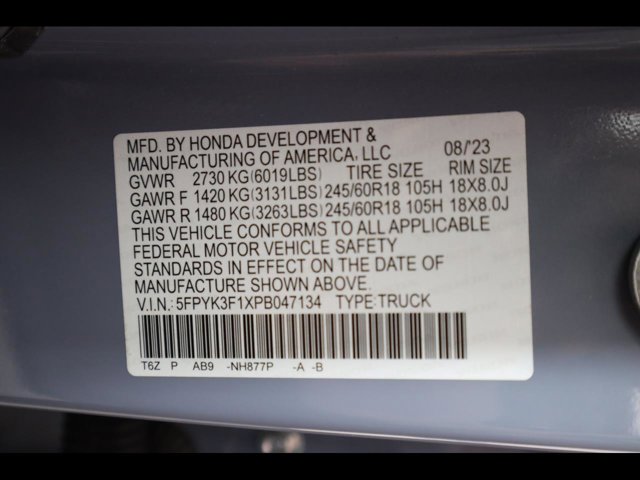 MFD. BY HONDA DEVELOPMENT &
MANUFACTURING OF AMERICA, LLC 08/'23
GVWR 2730 KG(6019LBS) TIRE SIZE RIM SIZE
GAWR F 1420 KG(3131LBS) 245/60R18 105H 18X8.0J
GAWR R 1480 KG(3263LBS) 245/60R18 105H 18X8.0J
THIS VEHICLE CONFORMS TO ALL APPLICABLE
FEDERAL MOTOR VEHICLE SAFETY
STANDARDS IN EFFECT ON THE DATE OF
MANUFACTURE SHOWN ABOVE.
V.I.N.: 5FPYK3F1XPB047134 TYPE:TRUCK
T6Z P AB9 -NH877P -A -B